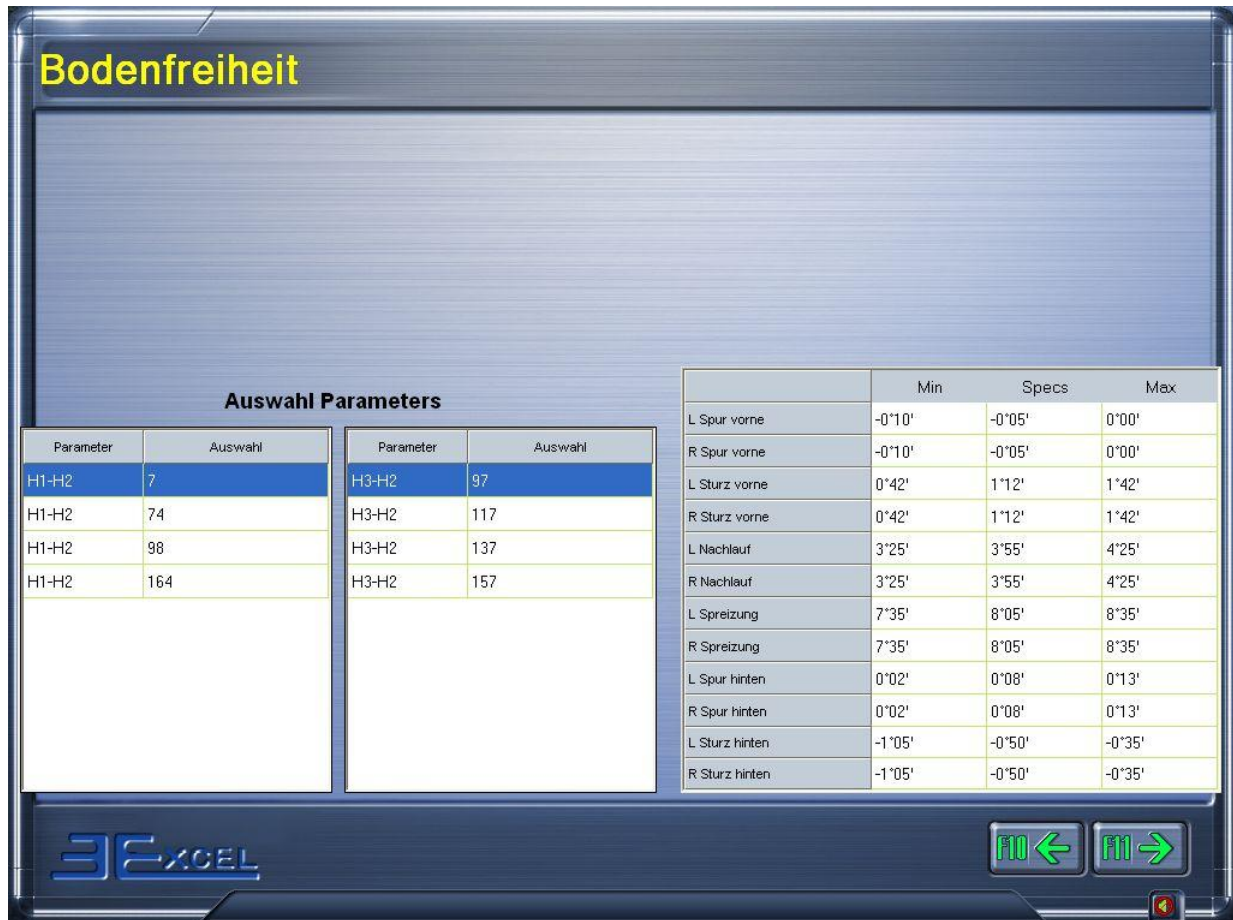 Bodenfreiheit
Auswahl Parameters
Parameter Auswahl
H1-H2 7
H1-H2 74
H1-H2 98
H1-H2 164
Parameter Auswahl
H3-H2 97
H3-H2 117
H3-H2 137
H3-H2 157
Min Specs Max
L Spur vorne -0°10' -0°05' 0°00'
R Spur vorne -0°10' -0°05' 0°00'
L Sturz vorne 0°42' 1°12' 1°42'
R Sturz vorne 0°42' 1°12' 1°42'
L Nachlauf 3°25' 3°55' 4°25'
R Nachlauf 3°25' 3°55' 4°25'
L Spreizung 7°35' 8°05' 8°35'
R Spreizung 7°35' 8°05' 8°35'
L Spur hinten 0°02' 0°08' 0°13'
R Spur hinten 0°02' 0°08' 0°13'
L Sturz hinten -1°05' -0°50' -0°35'
R Sturz hinten -1°05' -0°50' -0°35'
3EXCEL
F10 F11